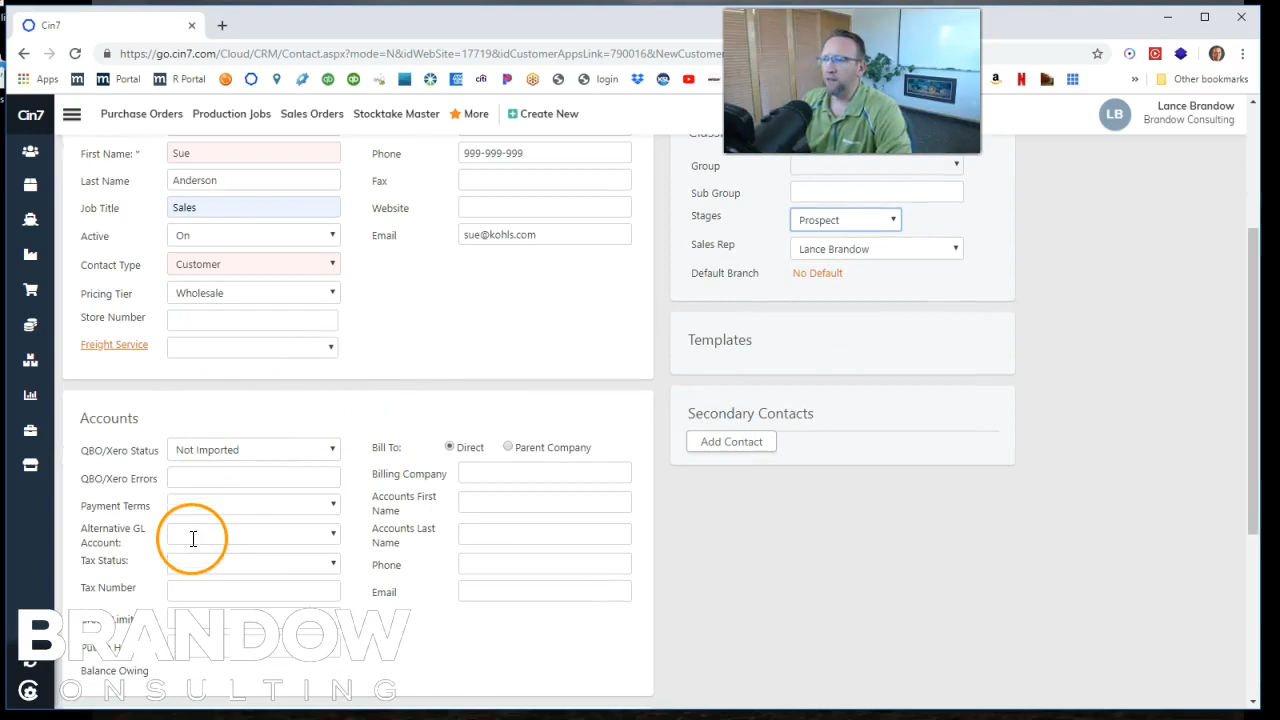 Cin7
https://go.cin7.com/Cloud/CRM/Contact.aspx?mode=N&idWebSite=17719&idCustomerAppsLink=790016&NewCustomer
Apps
Portal
R Portal
citi
login
Other bookmarks
Cin7
Purchase Orders
Production Jobs
Sales Orders
Stocktake Master
More
Create New
LB
Lance Brandow
Brandow Consulting
First Name: *
Sue
Phone
999-999-999
Group
Last Name
Anderson
Fax
Sub Group
Job Title
Sales
Website
Stages
Prospect
Active
On
Email
sue@kohls.com
Sales Rep
Lance Brandow
Contact Type
Customer
Default Branch
No Default
Pricing Tier
Wholesale
Store Number
Freight Service
Templates
Accounts
Secondary Contacts
Add Contact
QBO/Xero Status
Not Imported
Bill To:
Direct
Parent Company
QBO/Xero Errors
Billing Company
Payment Terms
Accounts First
Name
Alternative GL
Account:
Accounts Last
Name
Tax Status:
Phone
Tax Number
Email
Balance Owing
BRANDOW
CONSULTING